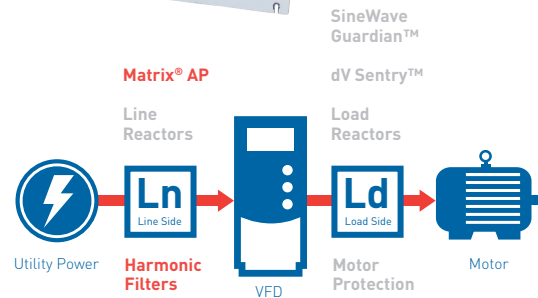 SineWave
Guardian™
Matrix® AP
dV Sentry™
Line
Reactors
Load
Reactors
Ln
Line Side
Ld
Load Side
Utility Power
Harmonic
Filters
VFD
Motor
Protection
Motor